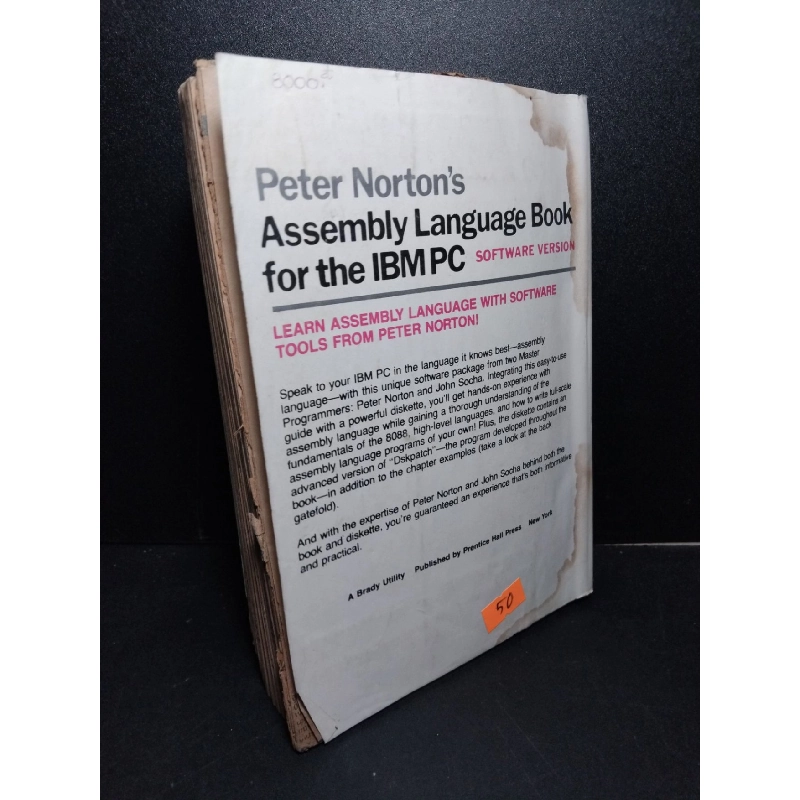 Peter Norton's
Assembly Language Book
for the IBM PC SOFTWARE VERSION
LEARN ASSEMBLY LANGUAGE WITH SOFTWARE
TOOLS FROM PETER NORTON!
Speak to your IBM PC in the language it knows best—assembly
language—with this unique software package from two Master
Programmers: Peter Norton and John Socha. Integrating this easy-to-use
guide with a powerful diskette, you'll get hands-on experience with
assembly language while gaining a thorough understanding of the
fundamentals of the 8088, high-level languages, and how to write full-scale
assembly language programs of your own! Plus, the diskette contains an
advanced version of "Dskpatch"—the program developed throughout the
book—in addition to the chapter examples (take a look at the back
gatefold).
And with the expertise of Peter Norton and John Socha behind both the
book and diskette, you're guaranteed an experience that's both informative
and practical.
A Brady Utility Published by Prentice Hall Press New York
50